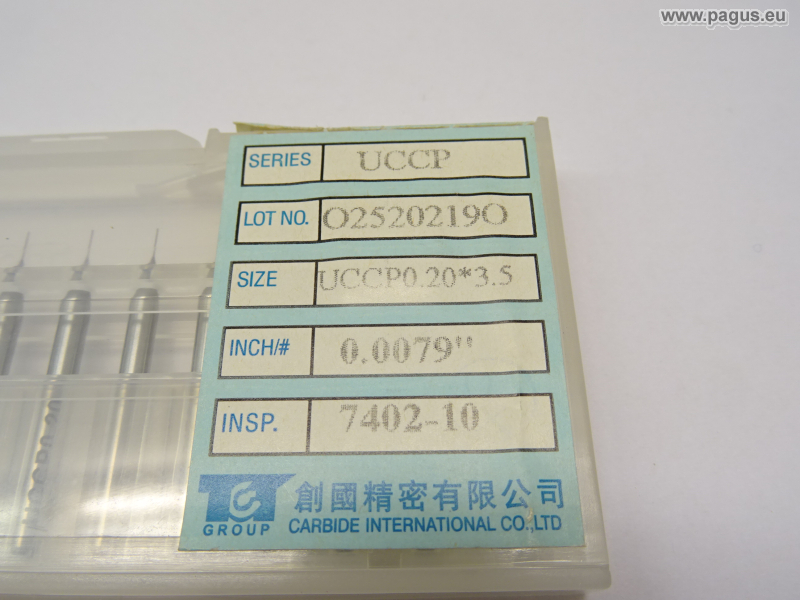 www.pagus.eu
SERIES UCCP
LOT NO. O2520219O
SIZE UCCP0.20*3.5
INCH/# 0.0079"
INSP. 7402-10
創國精密有限公司
GROUP CARBIDE INTERNATIONAL CO.,LTD